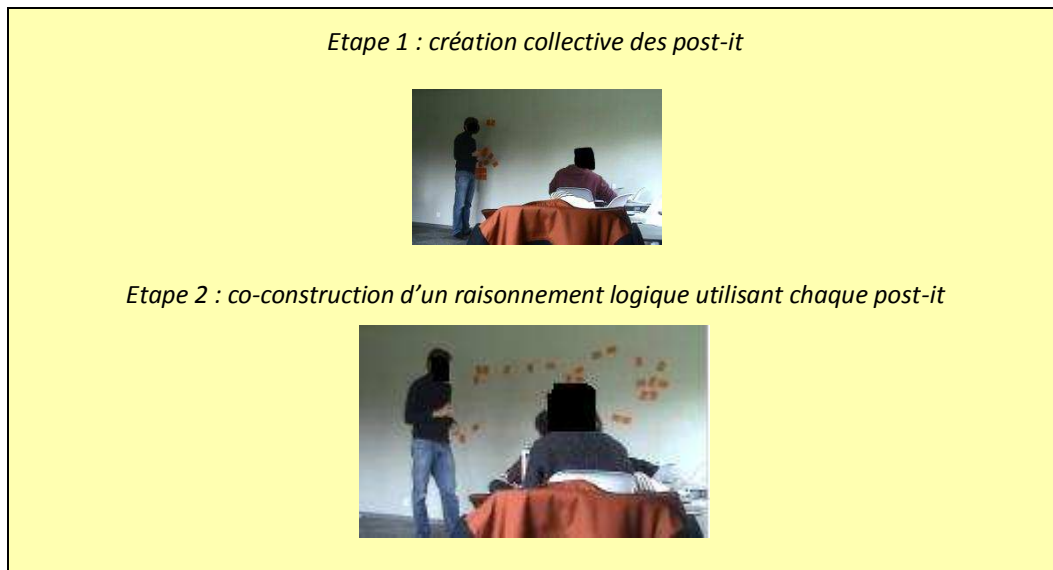 Etape 1 : création collective des post-it
Etape 2 : co-construction d’un raisonnement logique utilisant chaque post-it